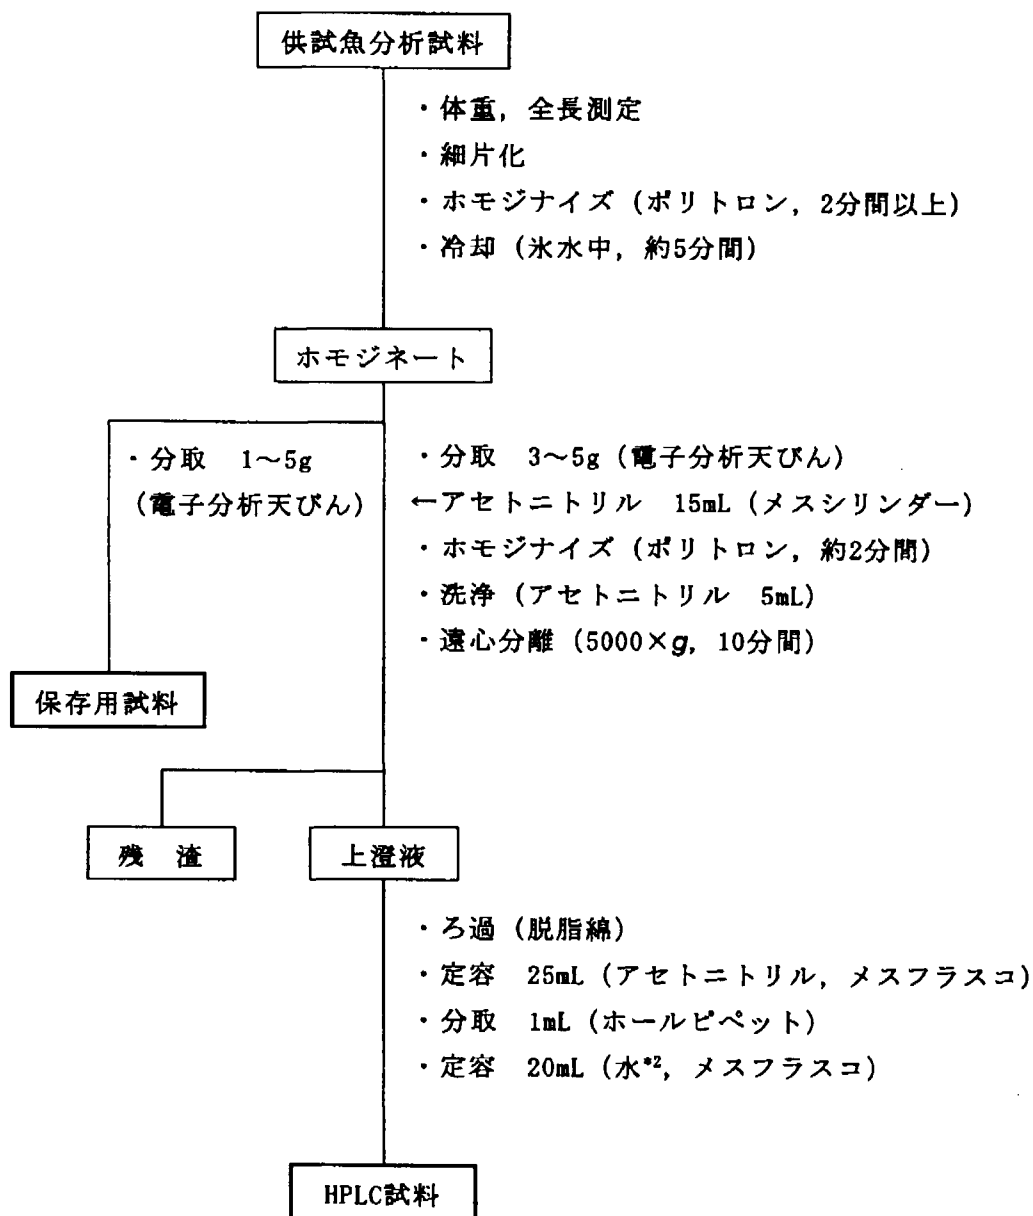 供試魚分析試料
・体重, 全長測定
・細片化
・ホモジナイズ (ポリトロン, 2分間以上)
・冷却 (氷水中, 約5分間)
ホモジネート
・分取 1～5g
(電子分析天びん)
・分取 3～5g (電子分析天びん)
←アセトニトリル 15mL (メスシリンダー)
・ホモジナイズ (ポリトロン, 約2分間)
・洗浄 (アセトニトリル 5mL)
・遠心分離 (5000×g, 10分間)
保存用試料
残 渣
上澄液
・ろ過 (脱脂綿)
・定容 25mL (アセトニトリル, メスフラスコ)
・分取 1mL (ホールピペット)
・定容 20mL (水*2, メスフラスコ)
HPLC試料